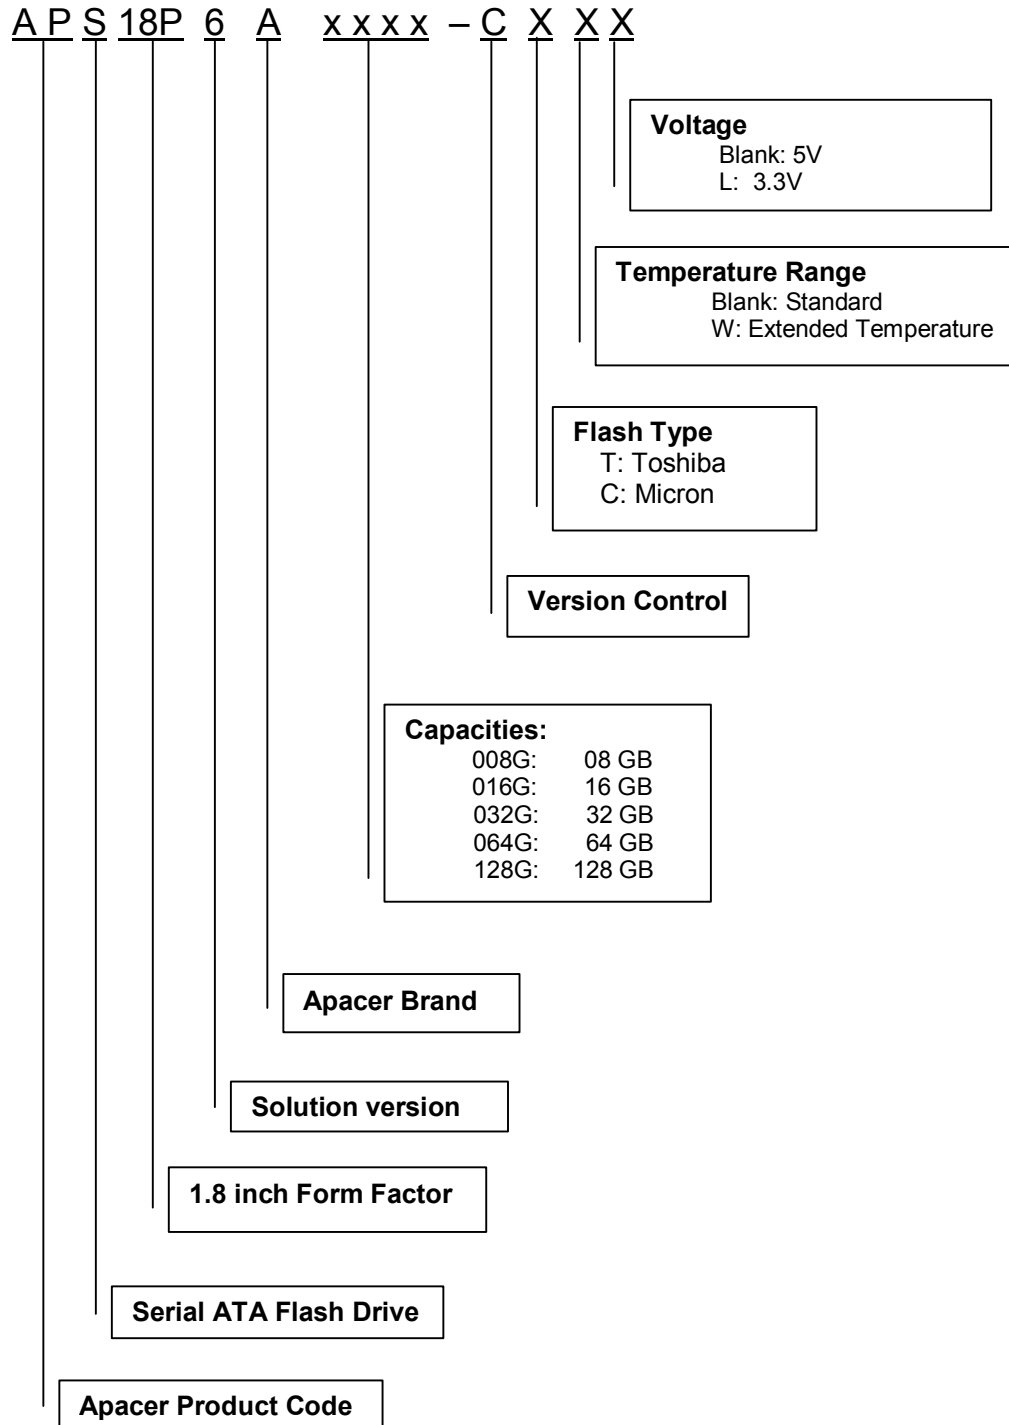 A P S 18P 6 A x x x x – C X X X
Voltage
Blank: 5V
L: 3.3V
Temperature Range
Blank: Standard
W: Extended Temperature
Flash Type
T: Toshiba
C: Micron
Version Control
Capacities:
008G: 08 GB
016G: 16 GB
032G: 32 GB
064G: 64 GB
128G: 128 GB
Apacer Brand
Solution version
1.8 inch Form Factor
Serial ATA Flash Drive
Apacer Product Code